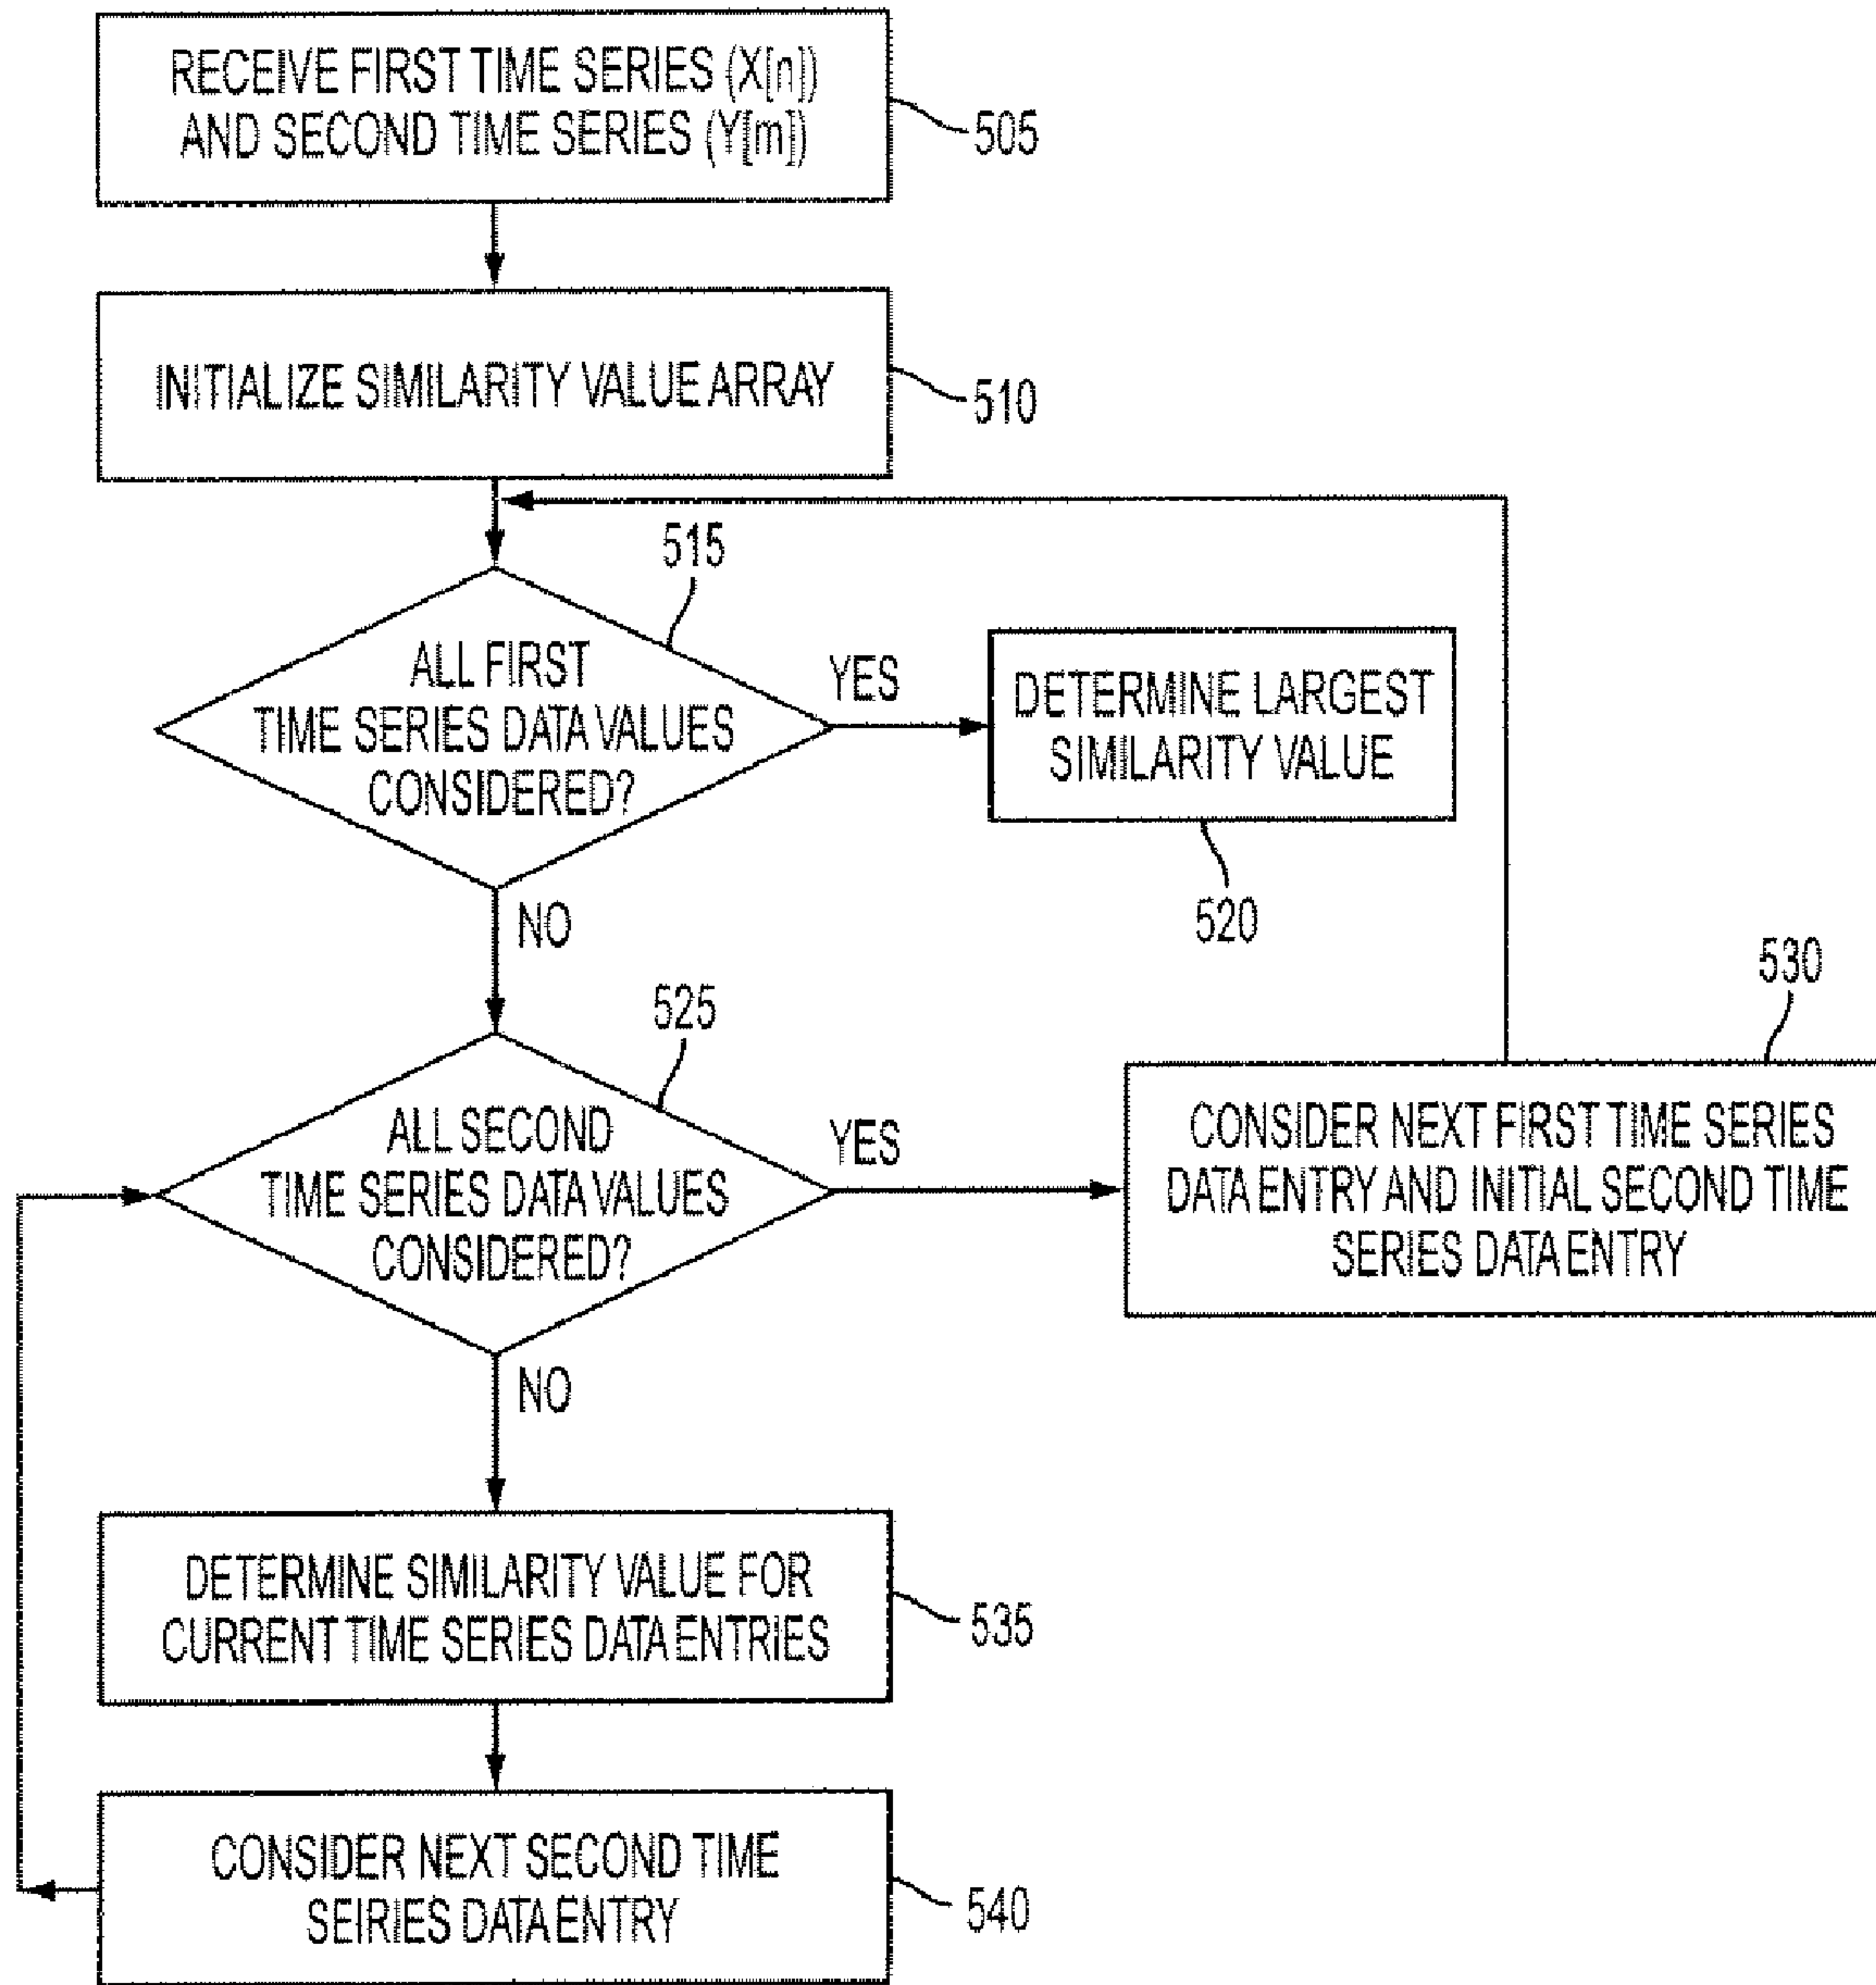 RECEIVE FIRST TIME SERIES (X[n])
AND SECOND TIME SERIES (Y[m])
505
INITIALIZE SIMILARITY VALUE ARRAY
510
515
ALL FIRST
TIME SERIES DATA VALUES
CONSIDERED?
YES
DETERMINE LARGEST
SIMILARITY VALUE
520
NO
525
ALL SECOND
TIME SERIES DATA VALUES
CONSIDERED?
YES
530
CONSIDER NEXT FIRST TIME SERIES
DATA ENTRY AND INITIAL SECOND TIME
SERIES DATA ENTRY
NO
DETERMINE SIMILARITY VALUE FOR
CURRENT TIME SERIES DATA ENTRIES
535
CONSIDER NEXT SECOND TIME
SEIRIES DATA ENTRY
540